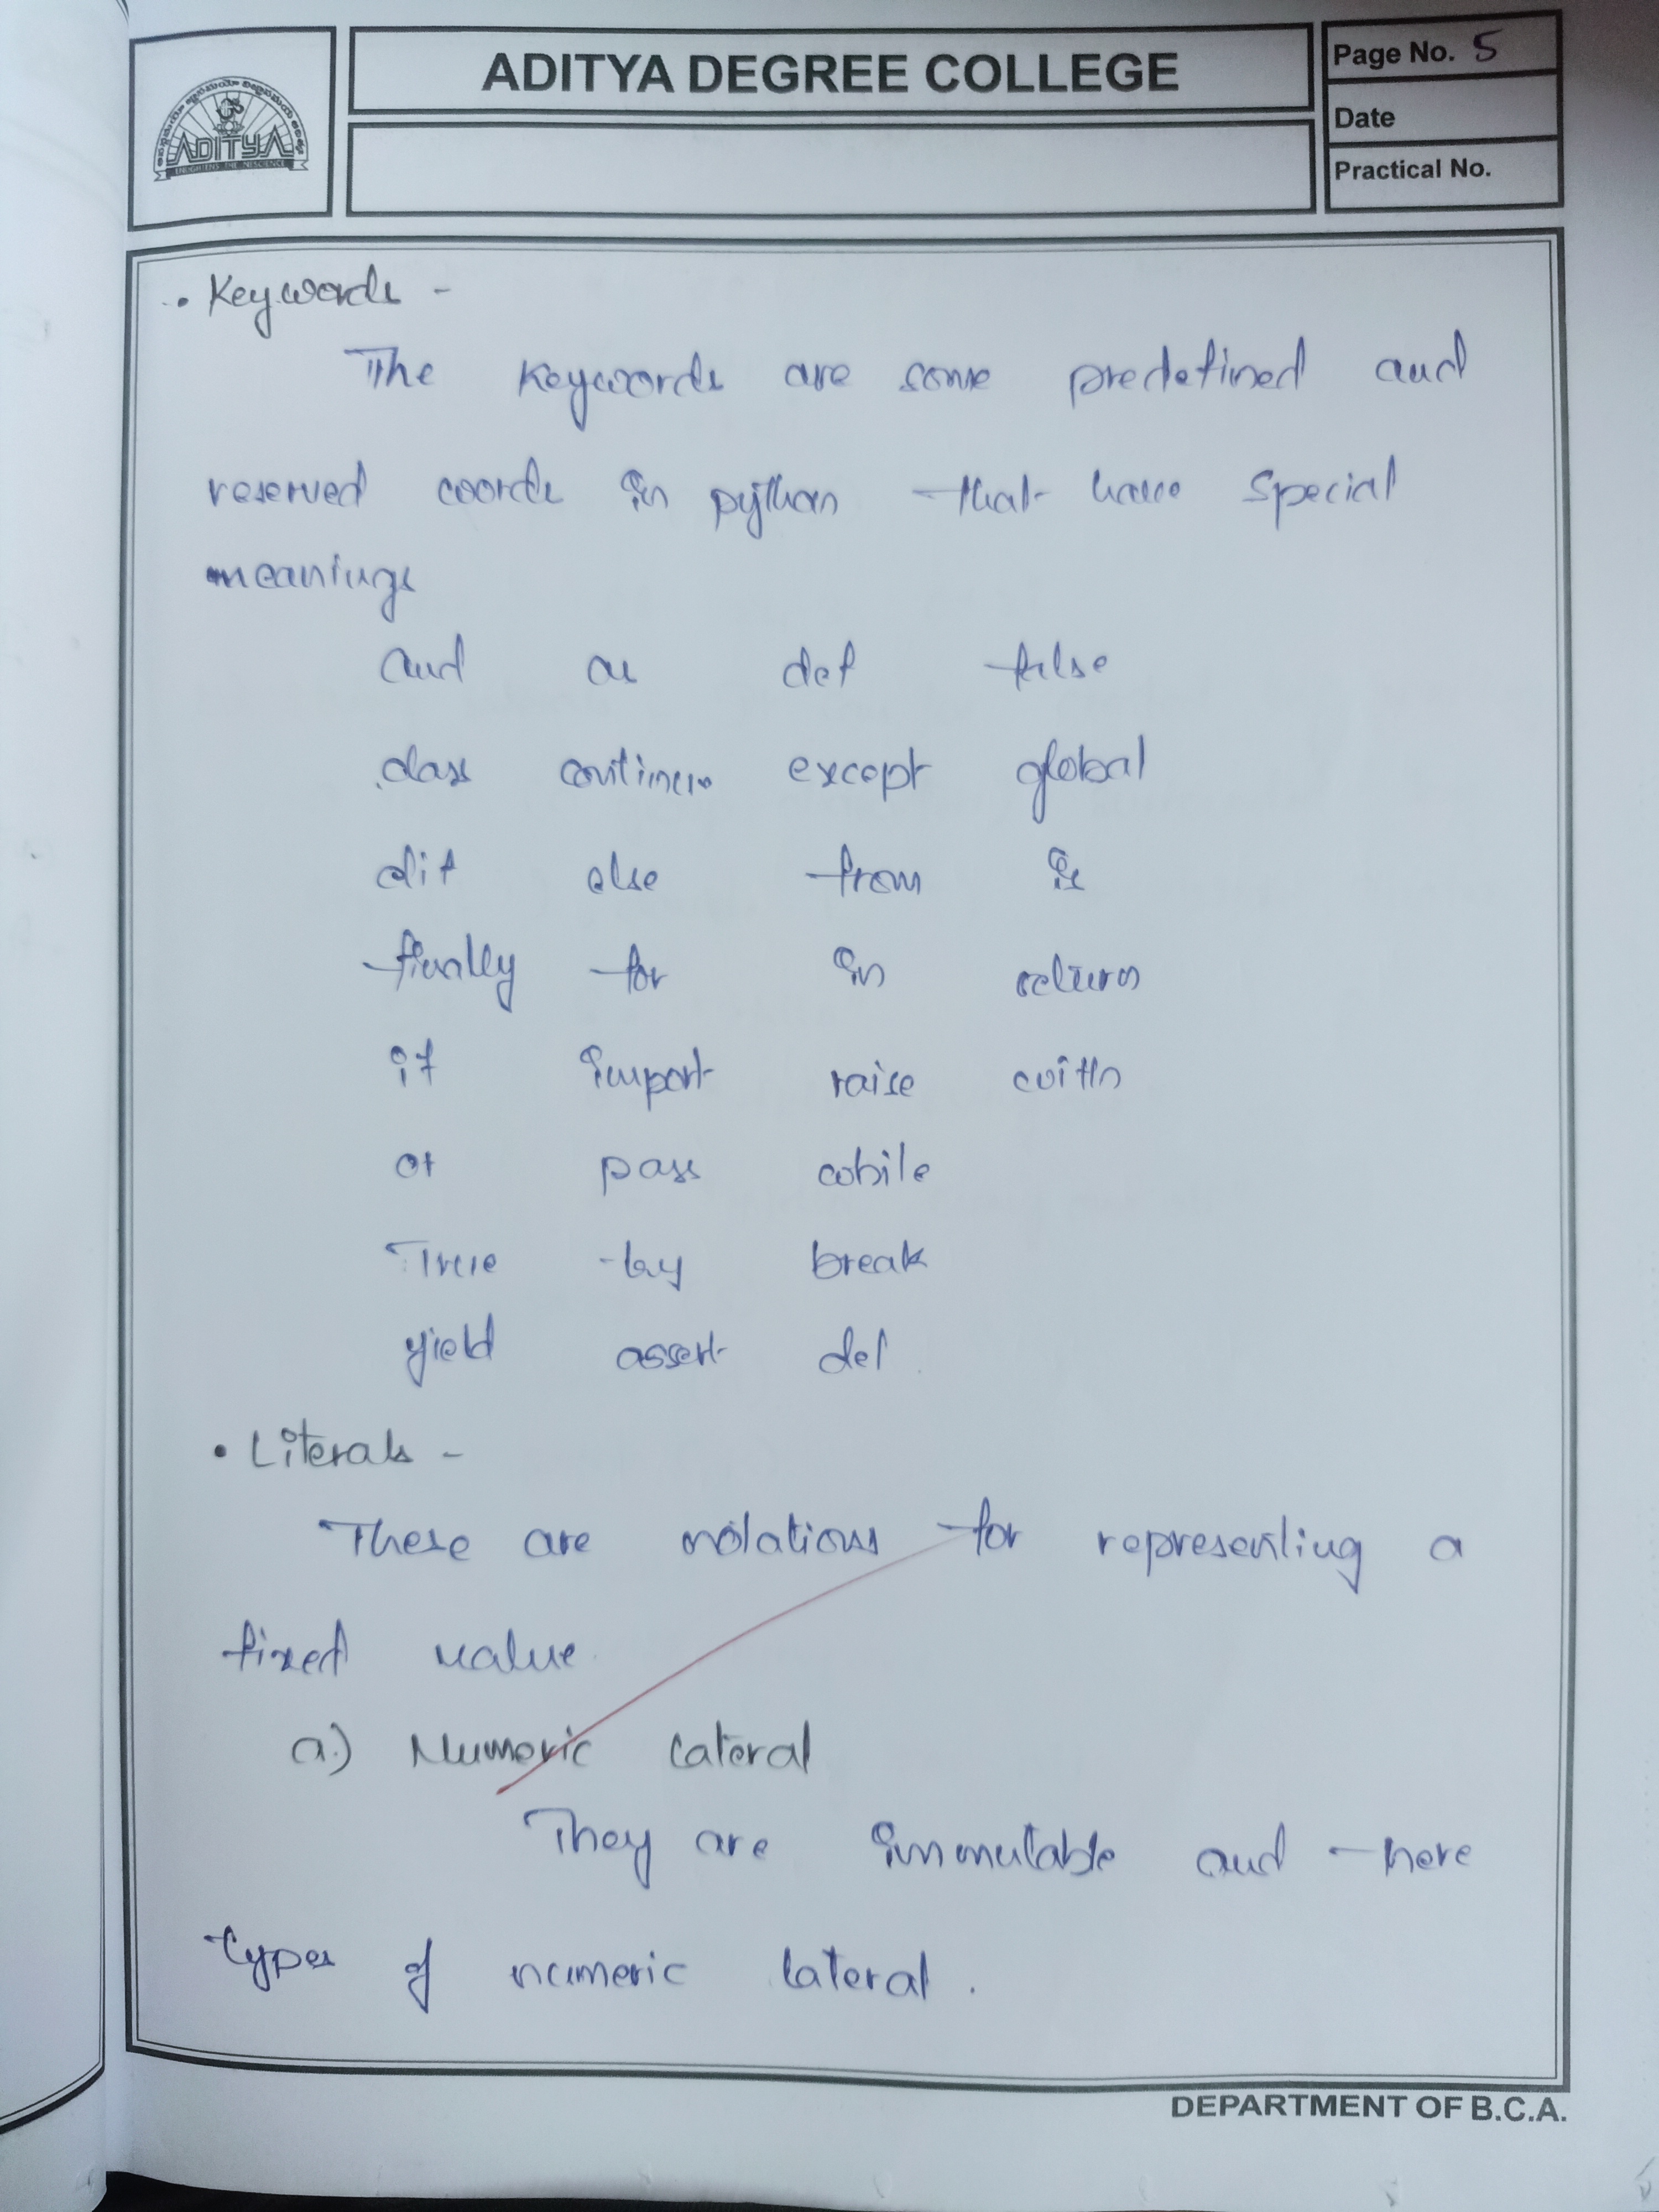 ADITYA DEGREE COLLEGE
Page No. 5
Date
Practical No.
ADITYA
• Keywords -
The keywords are some predefined and
reserved words in python that have special
meanings
and as def false
class continue except global
elif else from is
finally for in return
if import raise with
or pass while
True try break
yield assert del
• Literals -
These are notations for representing a
fixed value
a) Numeric Lateral
They are immutable and here
types of numeric lateral.
DEPARTMENT OF B.C.A.